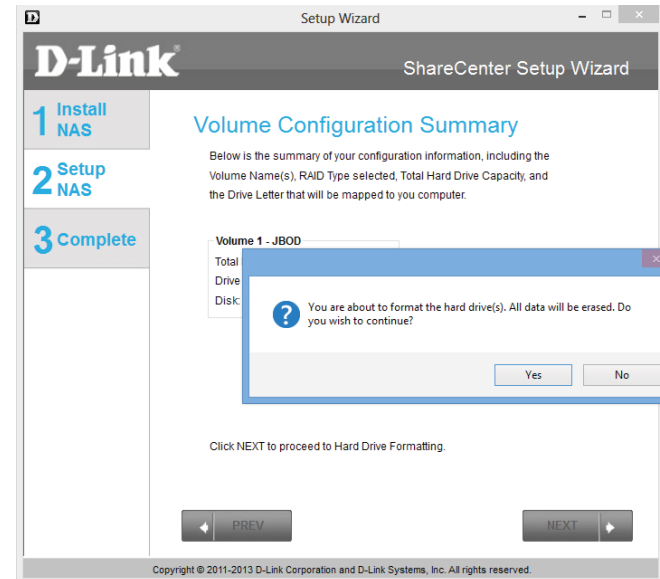 Setup Wizard
D-Link®
ShareCenter Setup Wizard
1 Install
NAS
2 Setup
NAS
3 Complete
Volume Configuration Summary
Below is the summary of your configuration information, including the
Volume Name(s), RAID Type selected, Total Hard Drive Capacity, and
the Drive Letter that will be mapped to you computer.
Volume 1 - JBOD
Total
Drive
Disk:
You are about to format the hard drive(s). All data will be erased. Do
you wish to continue?
Yes
No
Click NEXT to proceed to Hard Drive Formatting.
PREV
NEXT
Copyright © 2011-2013 D-Link Corporation and D-Link Systems, Inc. All rights reserved.